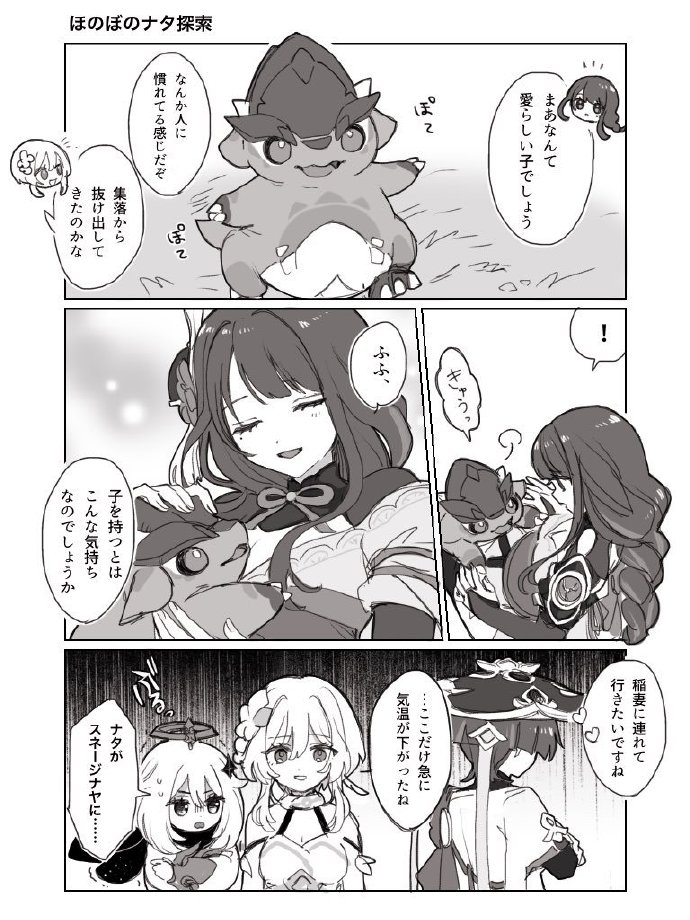 ほのぼのナタ探索
まあなんて
愛らしい子でしょう
ぽて
なんか人に
慣れてる感じだぞ
ぽて
集落から
抜け出して
きたのかな
！
きゅうっ
ふふ、
子を持つとは
こんな気持ち
なのでしょうか
稲妻に連れて
行きたいですね
…ここだけ急に
気温が下がったね
ナタが
スネージナヤに……